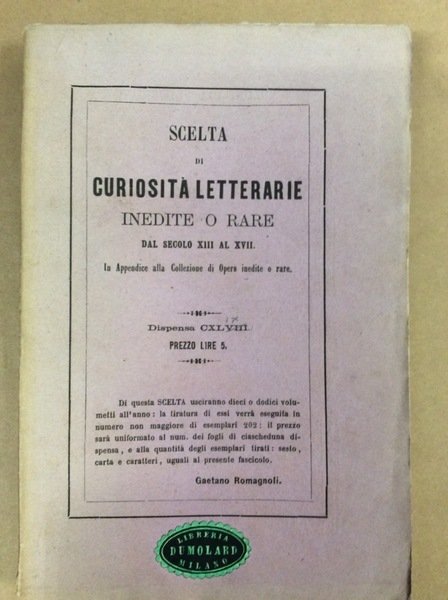 SCELTA
DI
CURIOSITÀ LETTERARIE
INEDITE O RARE
DAL SECOLO XIII AL XVII.
In Appendice alla Collezione di Opere inedite o rare.
Dispensa CXLVIII.
PREZZO LIRE 5.
Di questa SCELTA usciranno dieci o dodici volu-
metti all'anno: la tiratura di essi verrà eseguita in
numero non maggiore di esemplari 202: il prezzo
sarà uniformato al num. dei fogli di ciascheduna di-
spensa, e alla quantità degli esemplari tirati: sesto,
carta e caratteri, uguali al presente fascicolo.
Gaetano Romagnoli.
LIBRERIA
DUMOLARD
MILANO